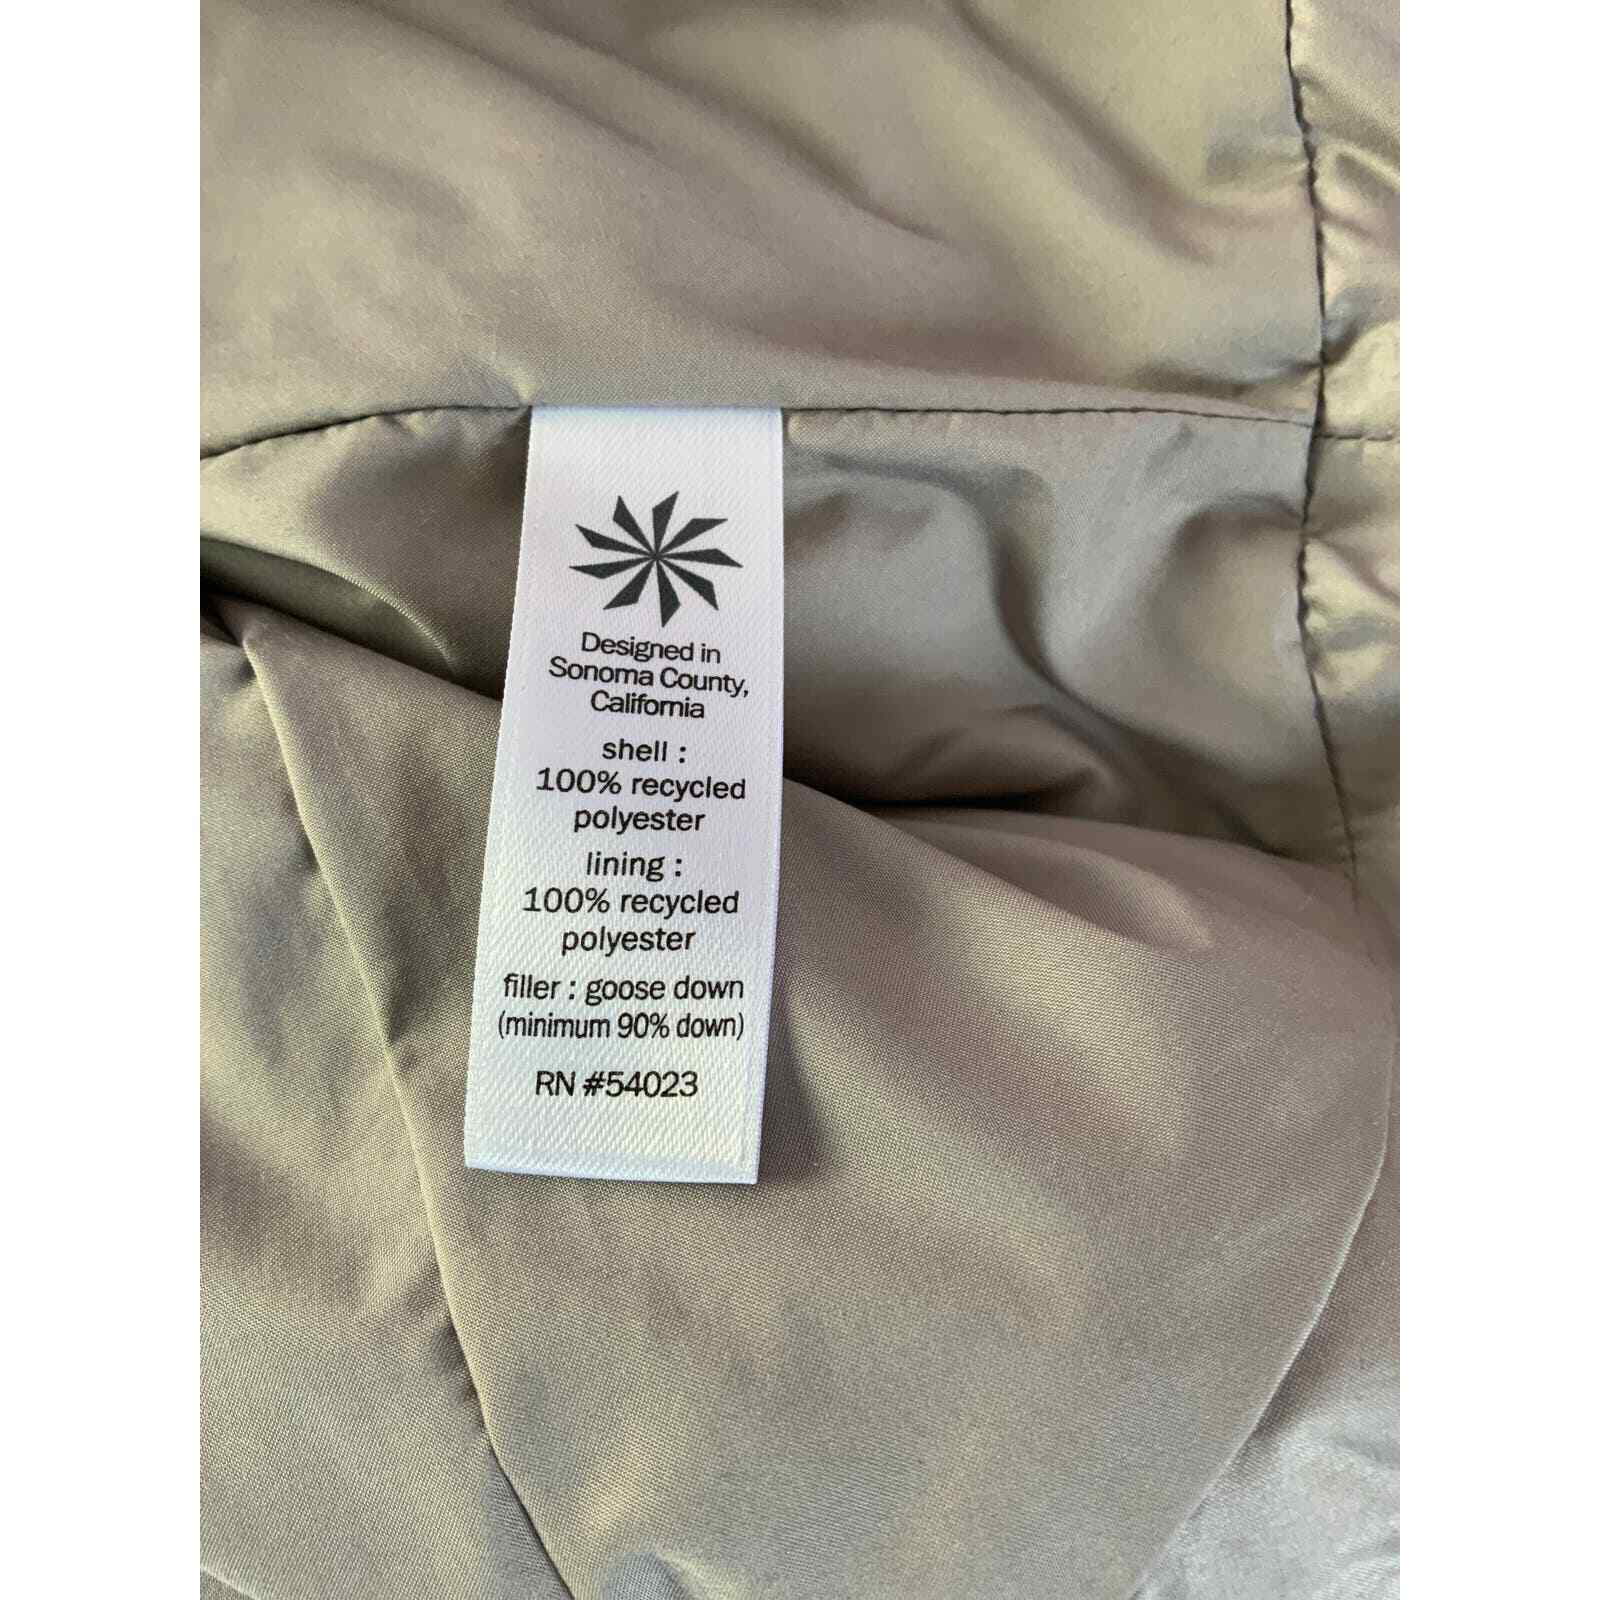 Designed in
Sonoma County,
California
shell :
100% recycled
polyester
lining :
100% recycled
polyester
filler : goose down
(minimum 90% down)
RN #54023